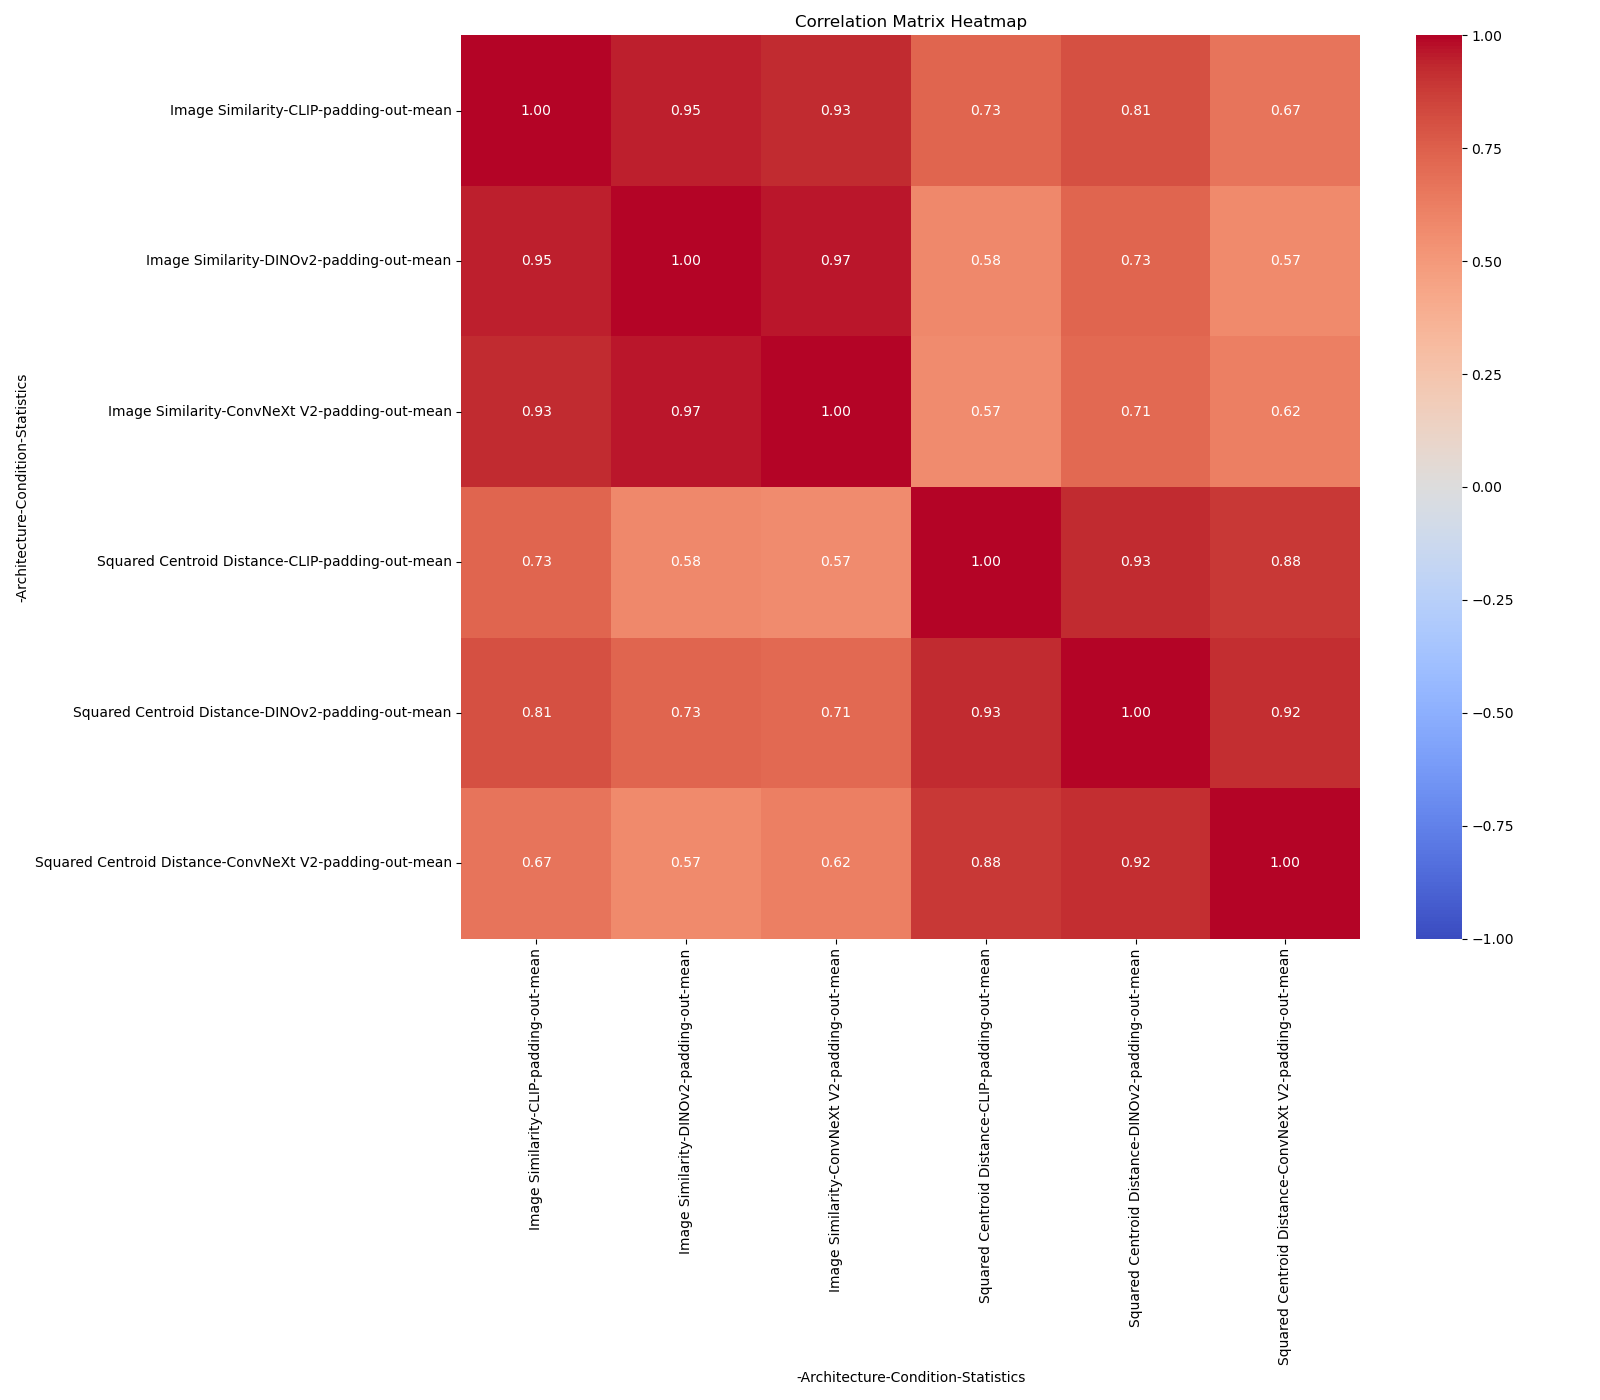 Correlation Matrix Heatmap
Image Similarity-CLIP-padding-out-mean
1.00 0.95 0.93 0.73 0.81 0.67
Image Similarity-DINOv2-padding-out-mean
0.95 1.00 0.97 0.58 0.73 0.57
Image Similarity-ConvNeXt V2-padding-out-mean
0.93 0.97 1.00 0.57 0.71 0.62
Squared Centroid Distance-CLIP-padding-out-mean
0.73 0.58 0.57 1.00 0.93 0.88
Squared Centroid Distance-DINOv2-padding-out-mean
0.81 0.73 0.71 0.93 1.00 0.92
Squared Centroid Distance-ConvNeXt V2-padding-out-mean
0.67 0.57 0.62 0.88 0.92 1.00
-Architecture-Condition-Statistics
Image Similarity-CLIP-padding-out-mean
Image Similarity-DINOv2-padding-out-mean
Image Similarity-ConvNeXt V2-padding-out-mean
Squared Centroid Distance-CLIP-padding-out-mean
Squared Centroid Distance-DINOv2-padding-out-mean
Squared Centroid Distance-ConvNeXt V2-padding-out-mean
-Architecture-Condition-Statistics
1.00
0.75
0.50
0.25
0.00
−0.25
−0.50
−0.75
−1.00